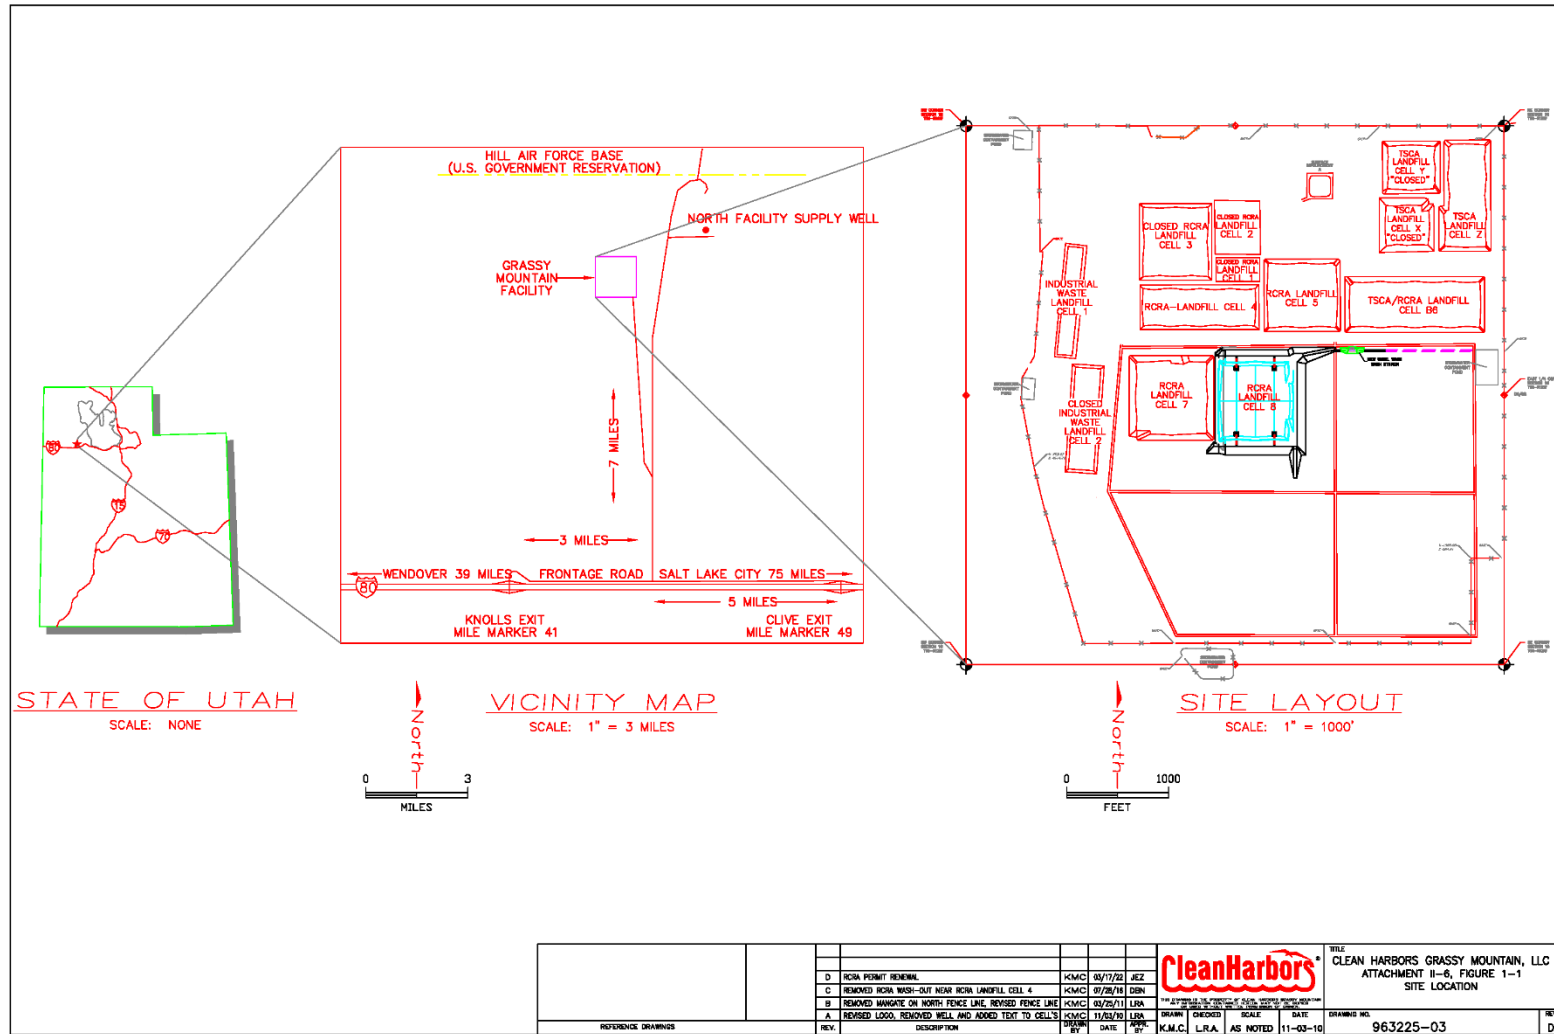 HILL AIR FORCE BASE
(U.S. GOVERNMENT RESERVATION)
NORTH FACILITY SUPPLY WELL
GRASSY
MOUNTAIN
FACILITY
7 MILES
3 MILES
WENDOVER 39 MILES
FRONTAGE ROAD
SALT LAKE CITY 75 MILES
80
5 MILES
KNOLLS EXIT
MILE MARKER 41
CLIVE EXIT
MILE MARKER 49
80
15
70
STATE OF UTAH
SCALE: NONE
North
VICINITY MAP
SCALE: 1" = 3 MILES
0 3
MILES
TSCA
LANDFILL
CELL Y
"CLOSED"
TSCA
LANDFILL
CELL X
"CLOSED"
TSCA
LANDFILL
CELL Z
CLOSED RCRA
LANDFILL
CELL 3
CLOSED RCRA
LANDFILL
CELL 2
CLOSED RCRA
LANDFILL
CELL 1
INDUSTRIAL
WASTE
LANDFILL
CELL 1
RCRA-LANDFILL CELL 4
RCRA LANDFILL
CELL 5
TSCA/RCRA LANDFILL
CELL B6
RCRA
LANDFILL
CELL 7
RCRA
LANDFILL
CELL 8
CLOSED
INDUSTRIAL
WASTE
LANDFILL
CELL 2
North
SITE LAYOUT
SCALE: 1" = 1000'
0 1000
FEET
D RCRA PERMIT RENEWAL KMC 03/17/22 JEZ
C REMOVED RCRA WASH-OUT NEAR RCRA LANDFILL CELL 4 KMC 07/28/16 DBN
B REMOVED MANGATE ON NORTH FENCE LINE, REVISED FENCE LINE KMC 03/25/11 LRA
A REVISED LOGO, REMOVED WELL AND ADDED TEXT TO CELL'S KMC 11/03/10 LRA
REFERENCE DRAWINGS REV. DESCRIPTION DRAWN BY DATE APPR. BY
CleanHarbors
DRAWN CHECKED SCALE DATE
K.M.C. L.R.A. AS NOTED 11-03-10
TITLE
CLEAN HARBORS GRASSY MOUNTAIN, LLC
ATTACHMENT II-6, FIGURE 1-1
SITE LOCATION
DRAWING NO.
963225-03